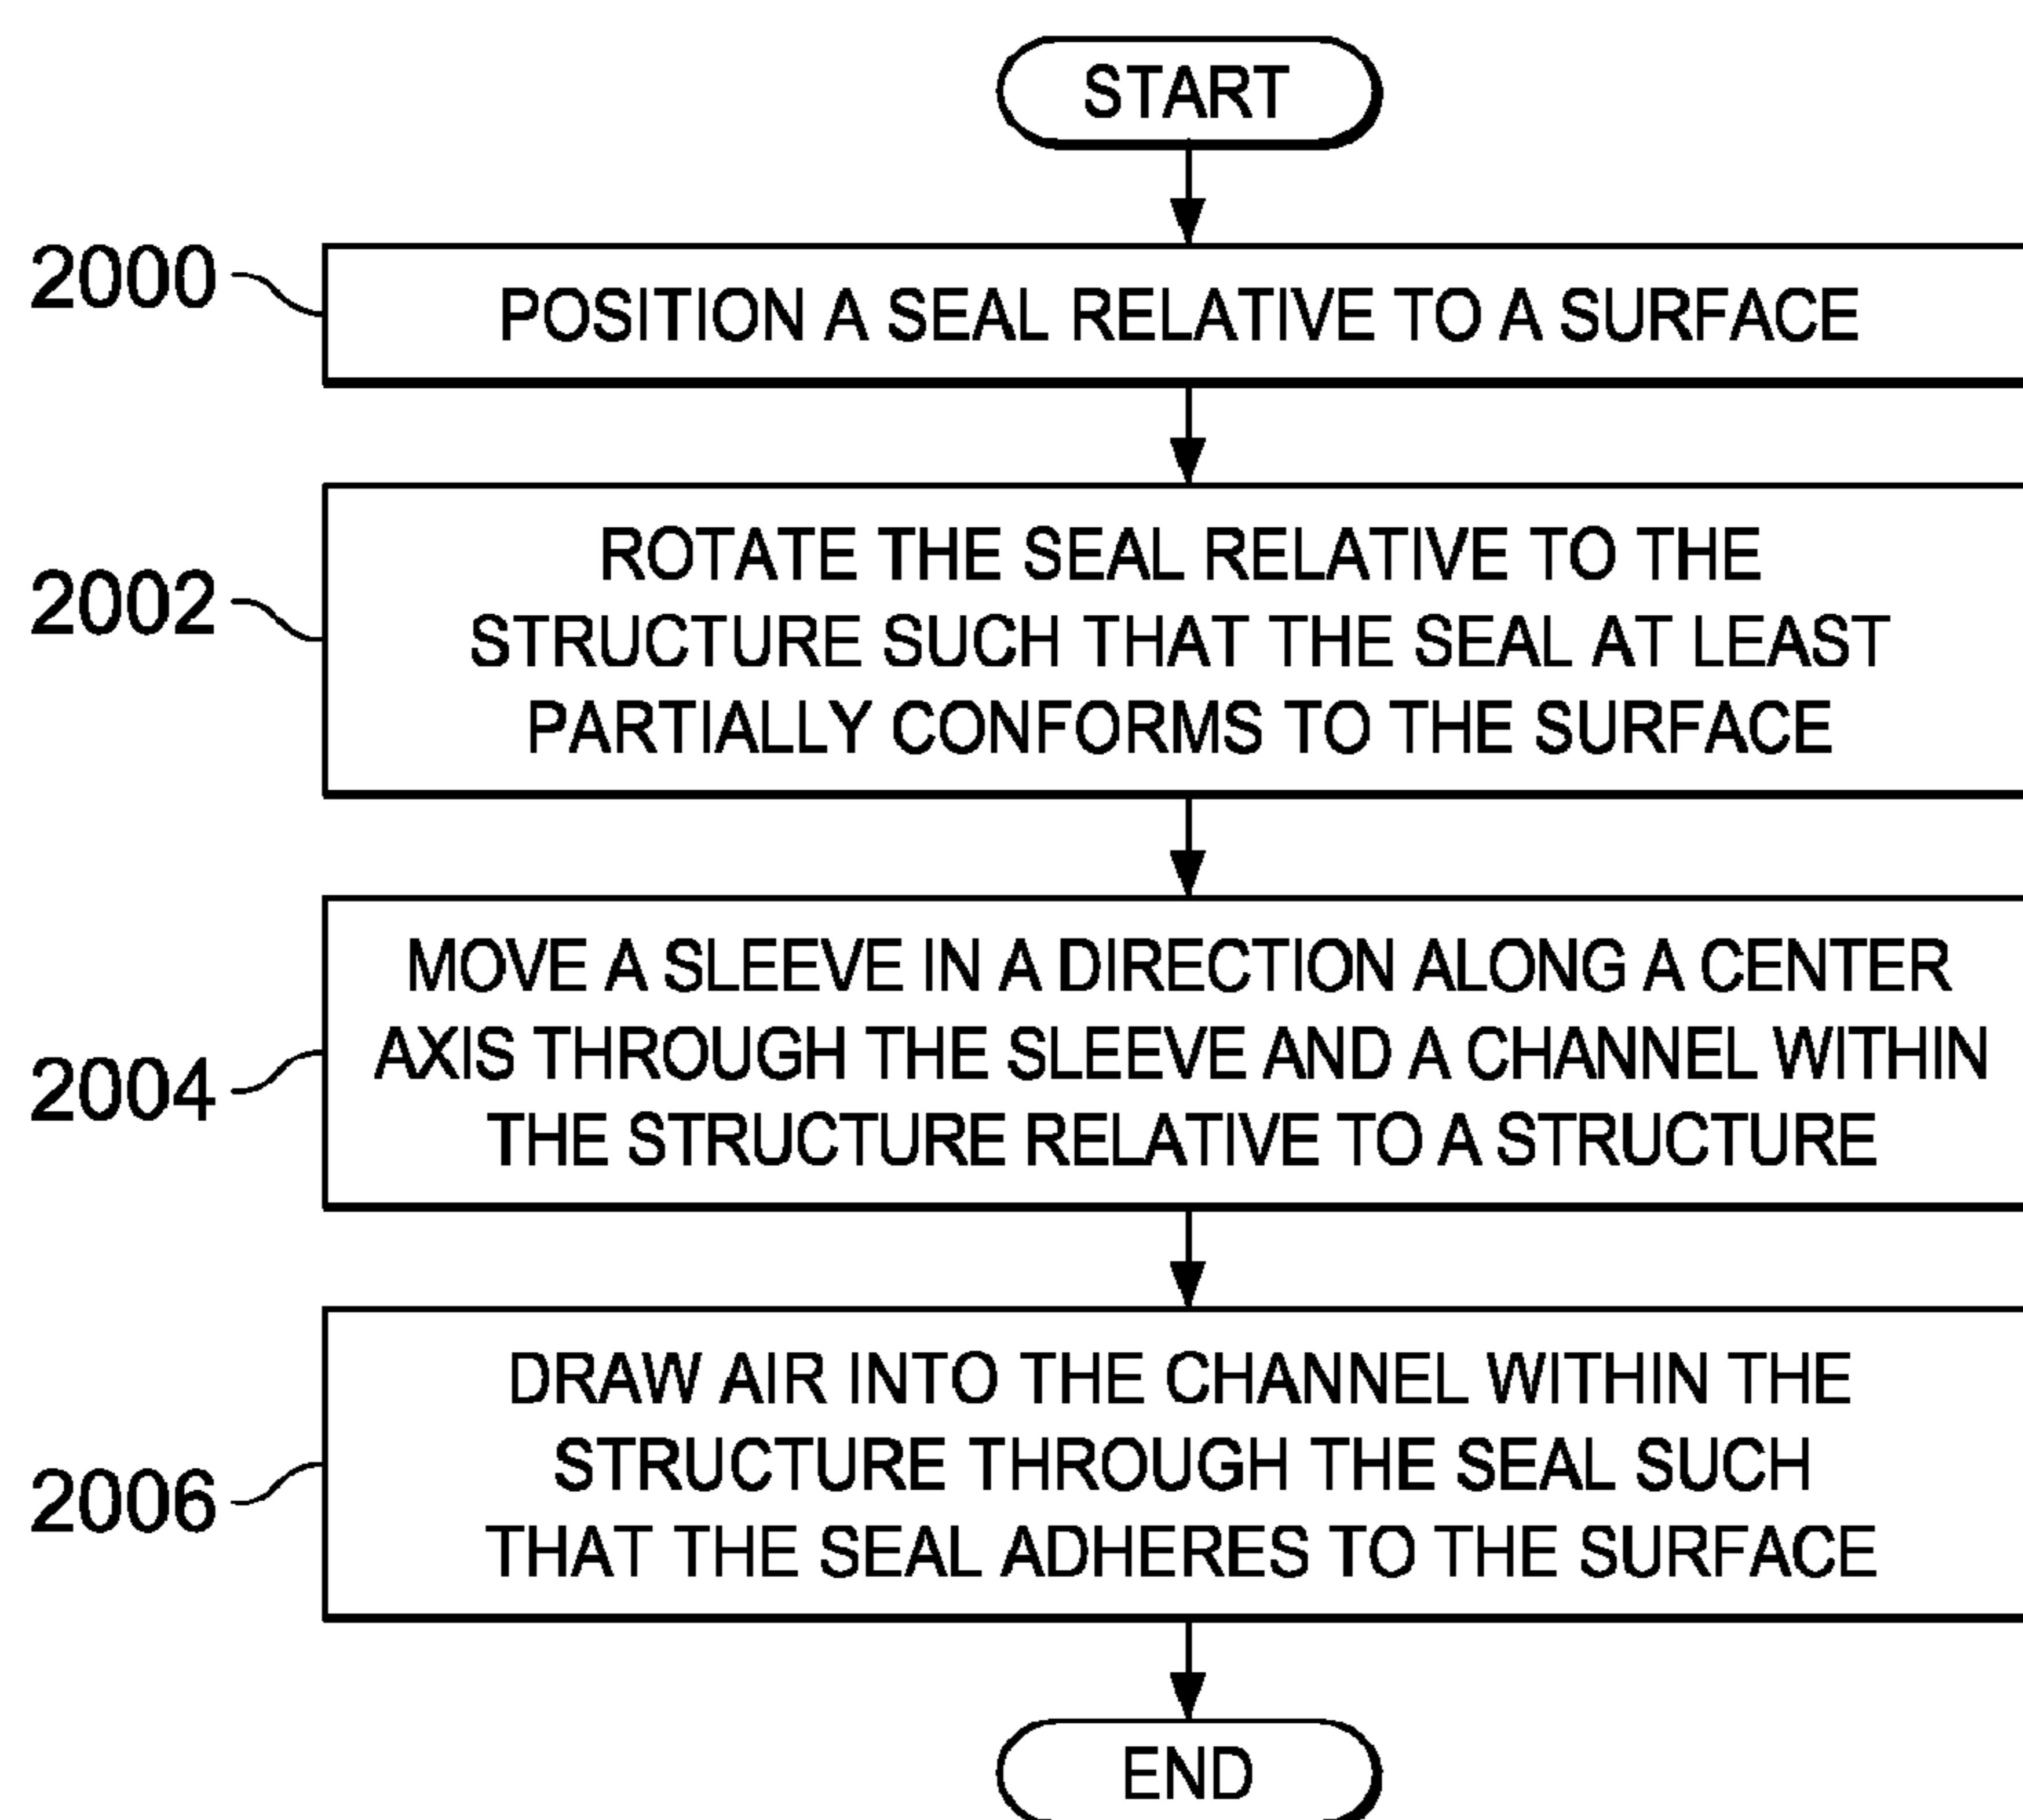 START
2000
POSITION A SEAL RELATIVE TO A SURFACE
2002
ROTATE THE SEAL RELATIVE TO THE
STRUCTURE SUCH THAT THE SEAL AT LEAST
PARTIALLY CONFORMS TO THE SURFACE
2004
MOVE A SLEEVE IN A DIRECTION ALONG A CENTER
AXIS THROUGH THE SLEEVE AND A CHANNEL WITHIN
THE STRUCTURE RELATIVE TO A STRUCTURE
2006
DRAW AIR INTO THE CHANNEL WITHIN THE
STRUCTURE THROUGH THE SEAL SUCH
THAT THE SEAL ADHERES TO THE SURFACE
END